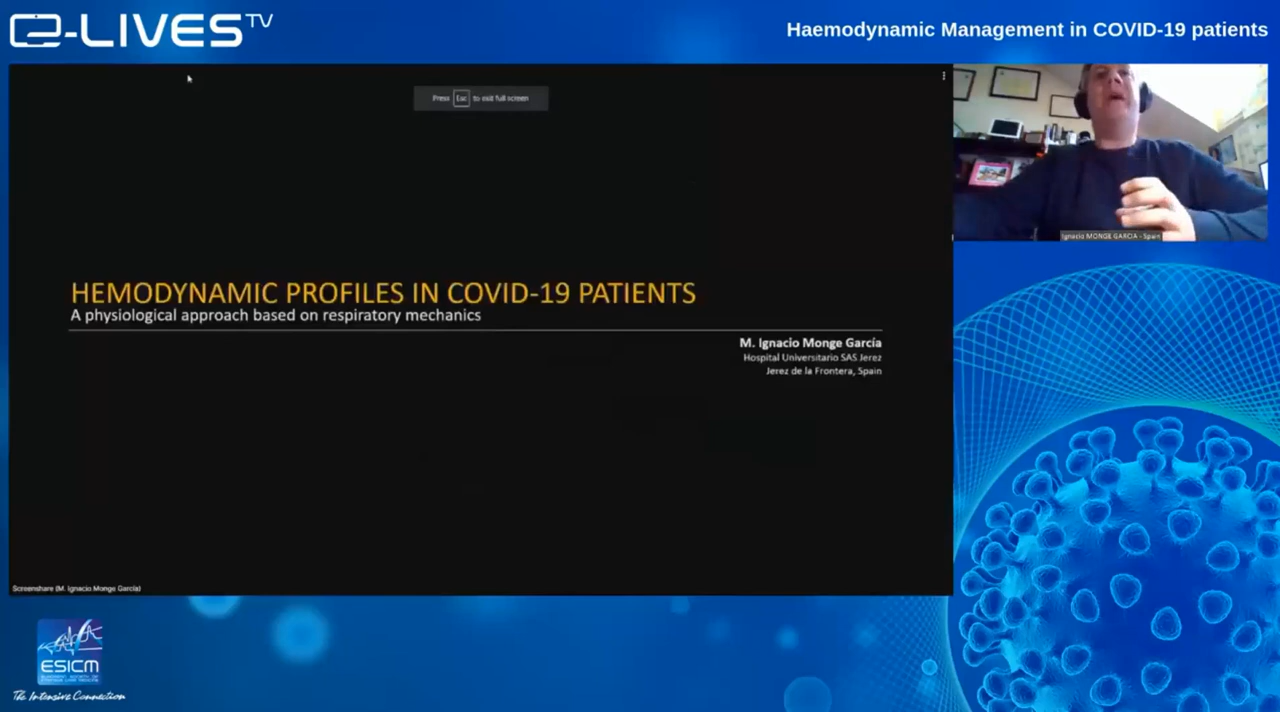 e-LIVES TV
Haemodynamic Management in COVID-19 patients
Press Esc to exit full screen
HEMODYNAMIC PROFILES IN COVID-19 PATIENTS
A physiological approach based on respiratory mechanics
M. Ignacio Monge García
Hospital Universitario SAS Jerez
Jerez de la Frontera, Spain
Ignacio MONGE GARCIA - Spain
Screenshare (M. Ignacio Monge García)
ESICM
The Intensive Connection